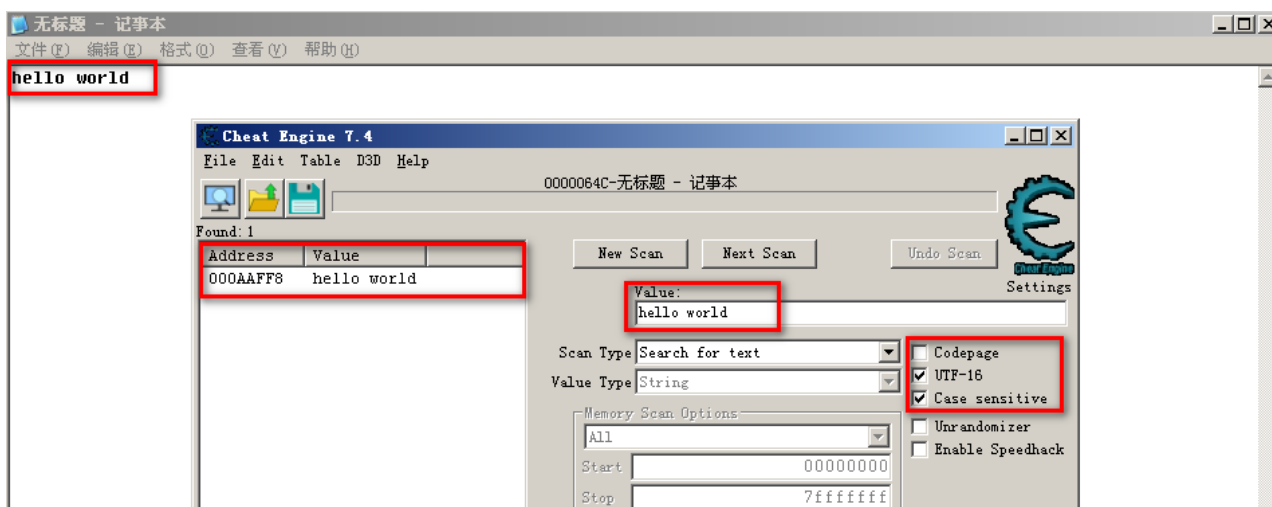 无标题 - 记事本
文件(F) 编辑(E) 格式(O) 查看(V) 帮助(H)
hello world
Cheat Engine 7.4
File Edit Table D3D Help
0000064C-无标题 - 记事本
Found: 1
Address Value
000AAFF8 hello world
New Scan Next Scan Undo Scan
Cheat Engine
Settings
Value:
hello world
Scan Type Search for text
Value Type String
Codepage
UTF-16
Case sensitive
Memory Scan Options
All
Start 00000000
Stop 7fffffff
Unrandomizer
Enable Speedhack